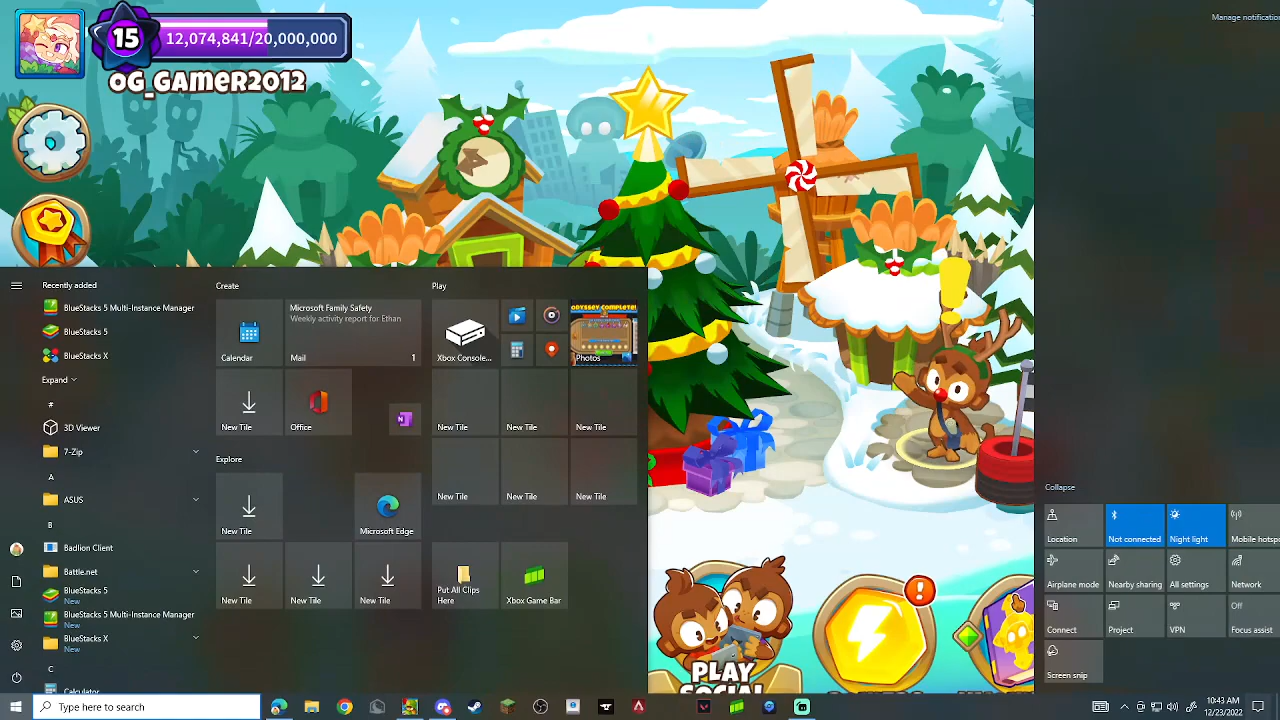 15
12,074,841/20,000,000
OG_GAMER2012
Manage notification
Recently added
BlueStacks 5 Multi-Instance Manager
BlueStacks 5
BlueStacks X
Expand
#
3D Viewer
7-Zip
A
ASUS
B
Badlion Client
Battle.net
BlueStacks 5
New
BlueStacks 5 Multi-Instance Manager
New
BlueStacks X
New
C
Calculator
Create
Calendar
Microsoft Family Safety
Weekly activity report for Ethan
Mail 1
New Tile
Office
Explore
New Tile
Microsoft Edge
New Tile
New Tile
New Tile
Play
Xbox Console...
ODYSSEY COMPLETE!
Photos
New Tile
New Tile
New Tile
New Tile
New Tile
New Tile
Put All Clips
Here
Xbox Game Bar
PLAY
SOCIAL
Collapse
Location
Not connected
Night light
Mobile hotsp
Airplane mode
Nearby sharing
All settings
Network
Connect
Project
VPN
Off
Focus assist
Screen snip
Type here to search
10:43 AM
12/23/202